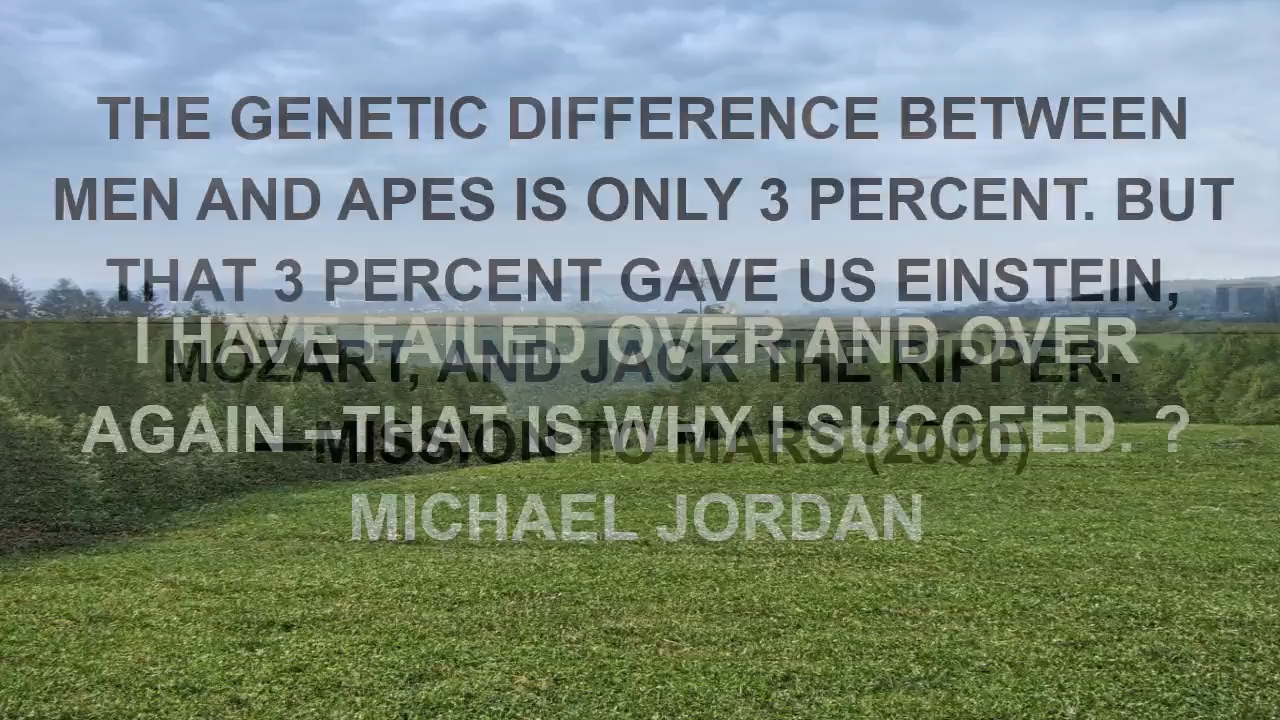 THE GENETIC DIFFERENCE BETWEEN
MEN AND APES IS ONLY 3 PERCENT. BUT
THAT 3 PERCENT GAVE US EINSTEIN,
MOZART, AND JACK THE RIPPER.
—MISSION TO MARS (2000)
I HAVE FAILED OVER AND OVER
AGAIN – THAT IS WHY I SUCCEED. ?
MICHAEL JORDAN